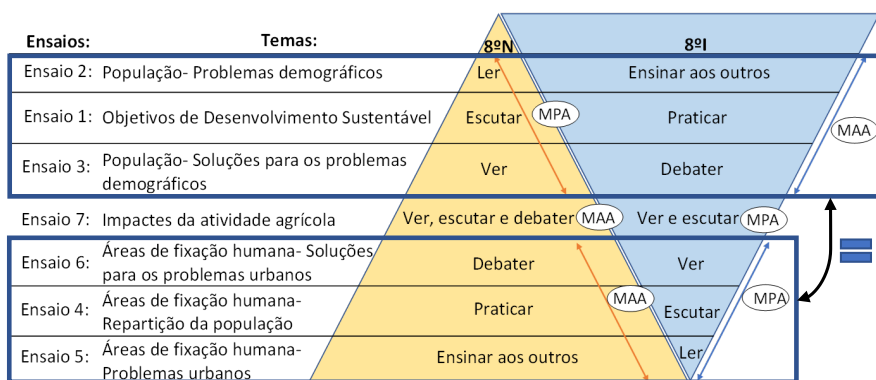 Ensaios: Temas: 8ºN 8ºI
Ensaio 2: População- Problemas demográficos Ler Ensinar aos outros
Ensaio 1: Objetivos de Desenvolvimento Sustentável Escutar MPA Praticar MAA
Ensaio 3: População- Soluções para os problemas
demográficos Ver Debater
Ensaio 7: Impactes da atividade agrícola Ver, escutar e debater MAA Ver e escutar MPA
Ensaio 6: Áreas de fixação humana- Soluções
para os problemas urbanos Debater Ver
Ensaio 4: Áreas de fixação humana-
Repartição da população Praticar MAA Escutar MPA
Ensaio 5: Áreas de fixação humana-
Problemas urbanos Ensinar aos outros Ler